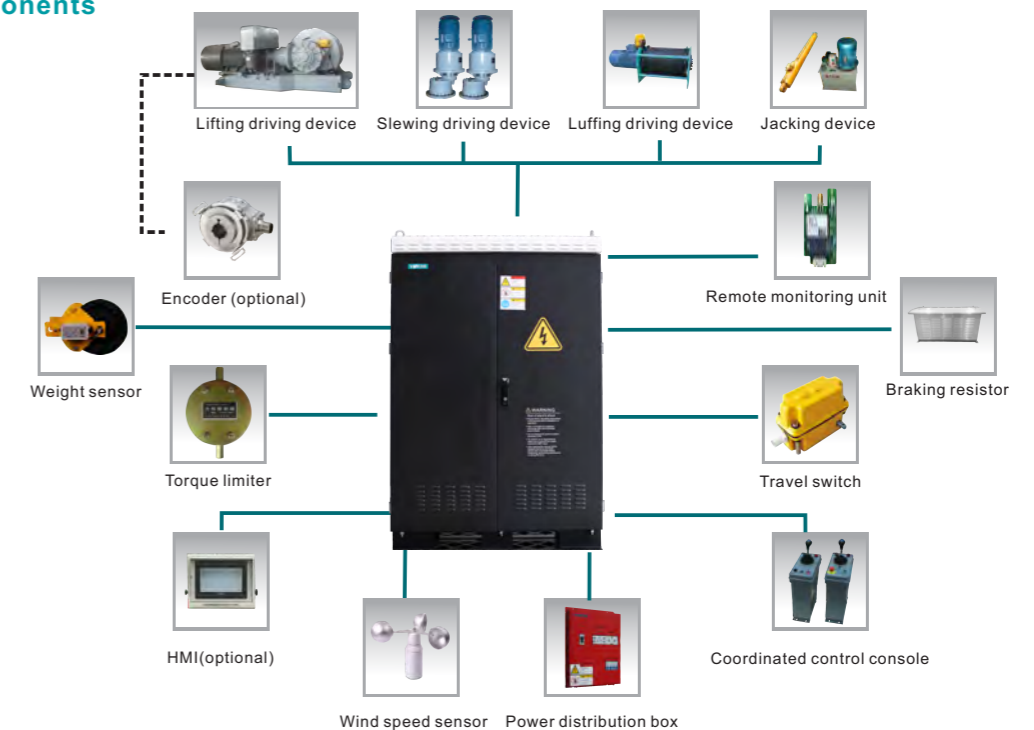 onents
Lifting driving device
Slewing driving device
Luffing driving device
Jacking device
Encoder (optional)
Remote monitoring unit
Weight sensor
Braking resistor
Torque limiter
Travel switch
WARNING
HMI(optional)
Coordinated control console
Wind speed sensor
Power distribution box